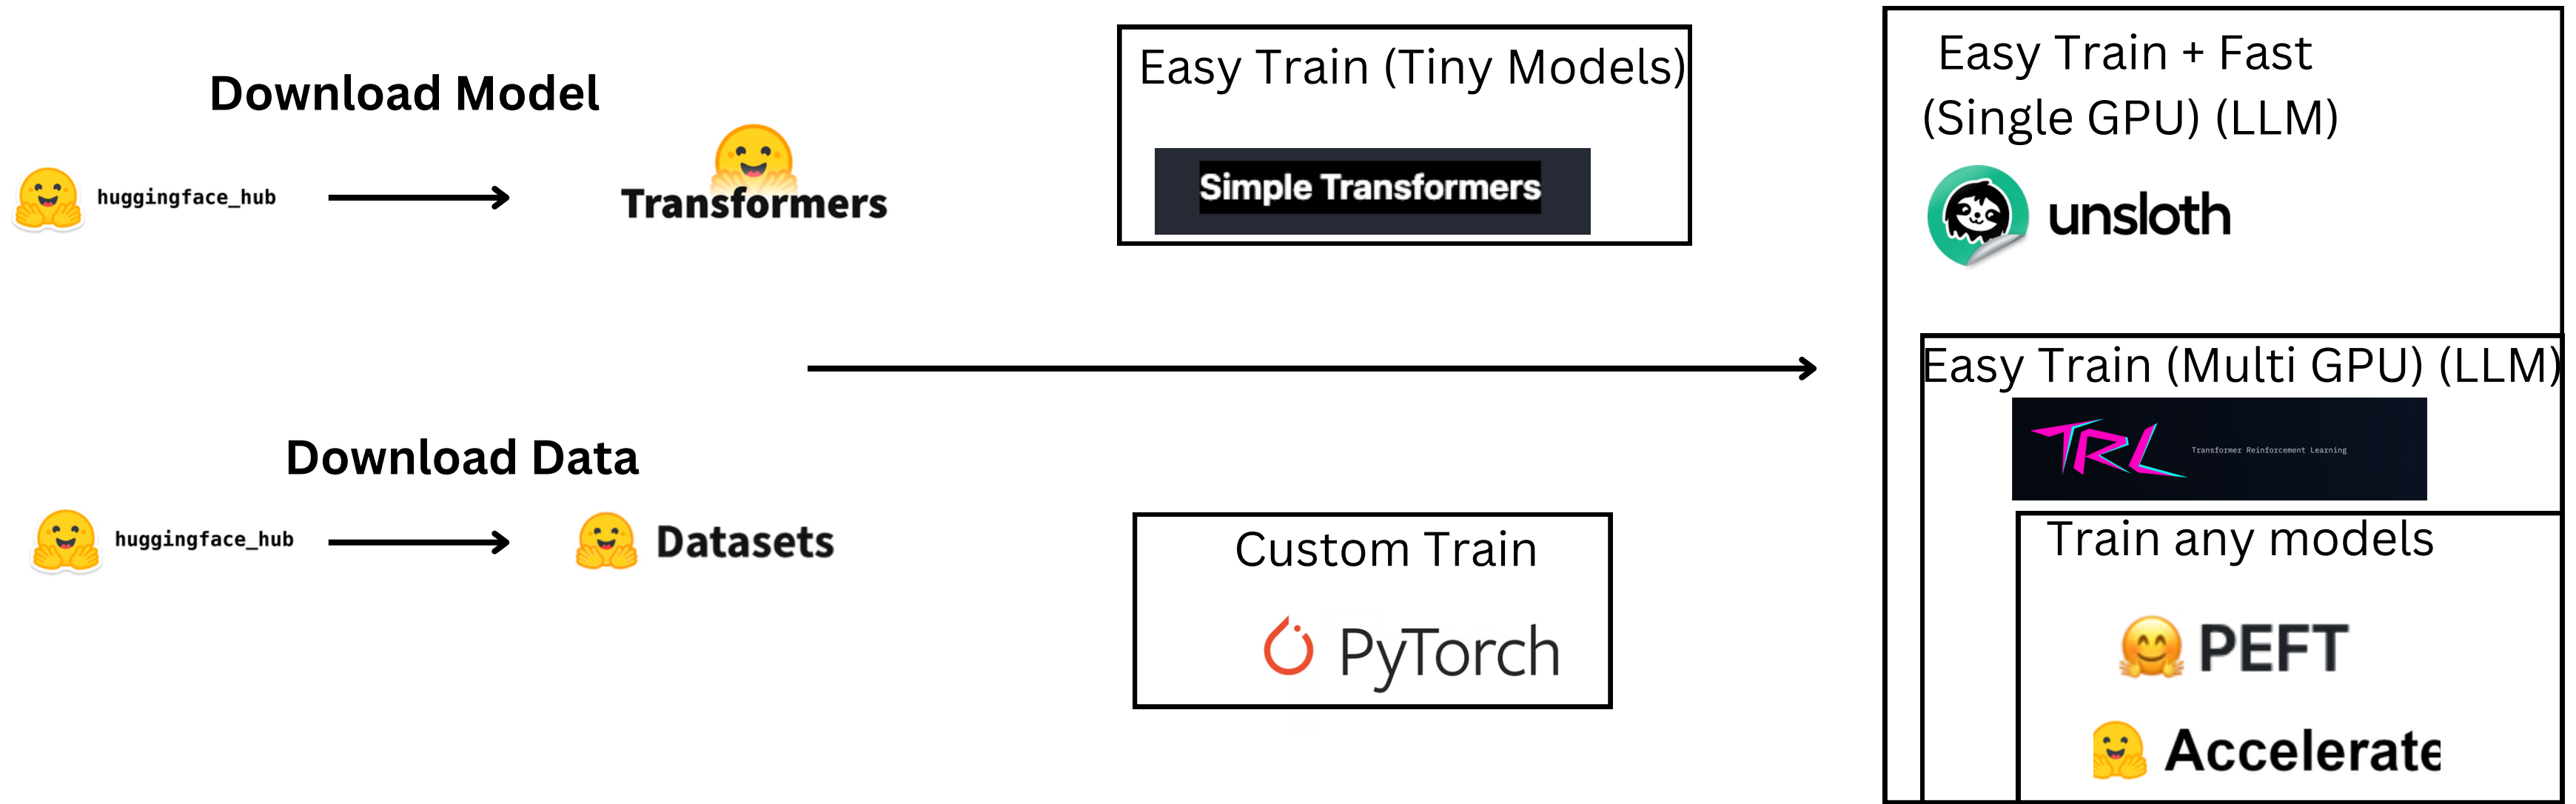 Download Model
huggingface_hub
Transformers
Download Data
huggingface_hub
Datasets
Easy Train (Tiny Models)
Simple Transformers
Custom Train
PyTorch
Easy Train + Fast
(Single GPU) (LLM)
unsloth
Easy Train (Multi GPU) (LLM)
TRL Transformer Reinforcement Learning
Train any models
PEFT
Accelerate